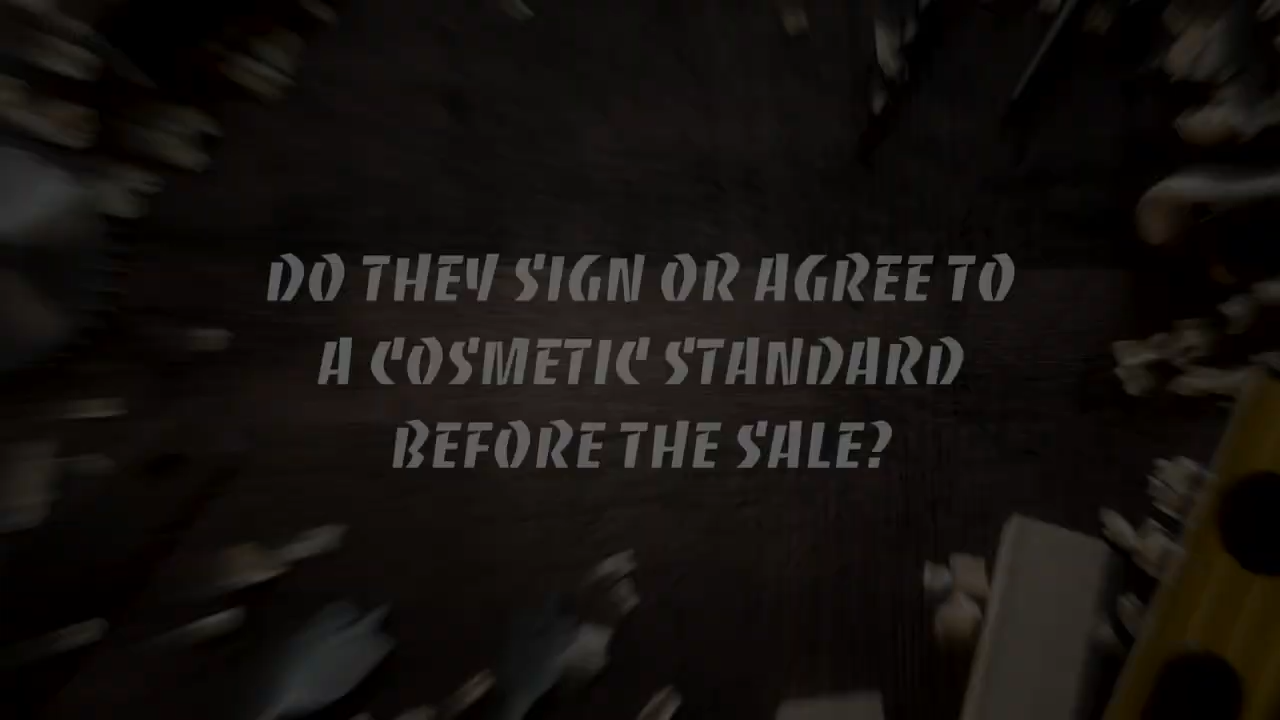 DO THEY SIGN OR AGREE TO
A COSMETIC STANDARD
BEFORE THE SALE?